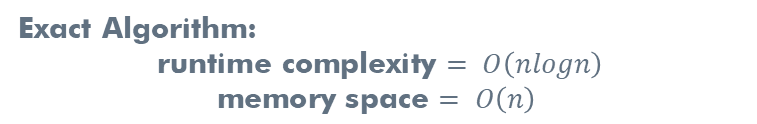 Exact Algorithm:
runtime complexity = O(nlogn)
memory space = O(n)